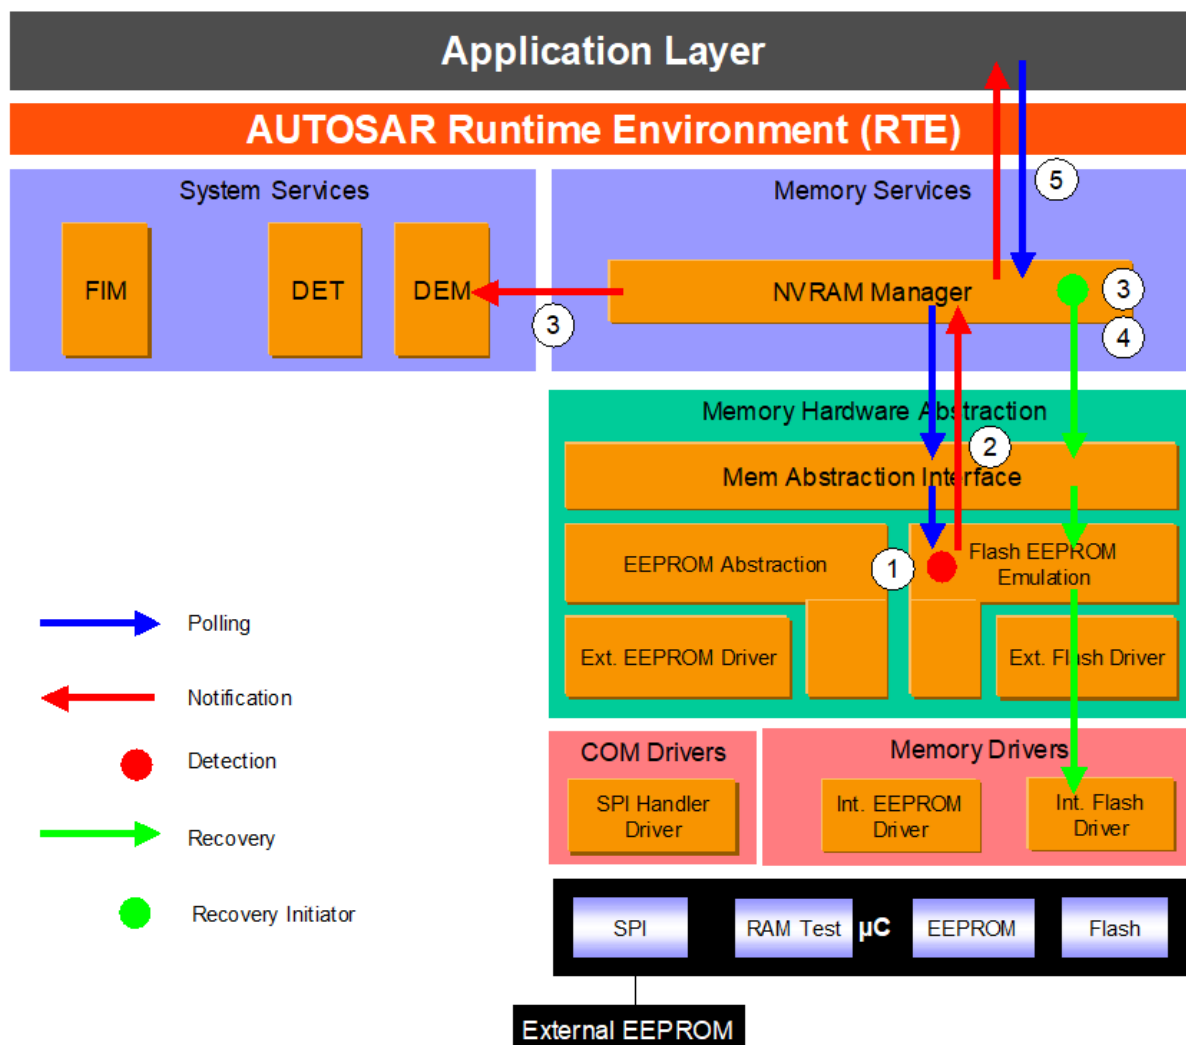 Application Layer
AUTOSAR Runtime Environment (RTE)
System Services
Memory Services
5
FIM
DET
DEM
NVRAM Manager
3
3
4
Memory Hardware Abstraction
2
Mem Abstraction Interface
EEPROM Abstraction
1
Flash EEPROM
Emulation
Ext. EEPROM Driver
Ext. Flash Driver
Polling
Notification
Detection
Recovery
Recovery Initiator
COM Drivers
Memory Drivers
SPI Handler
Driver
Int. EEPROM
Driver
Int. Flash
Driver
SPI
RAM Test
µC
EEPROM
Flash
External EEPROM